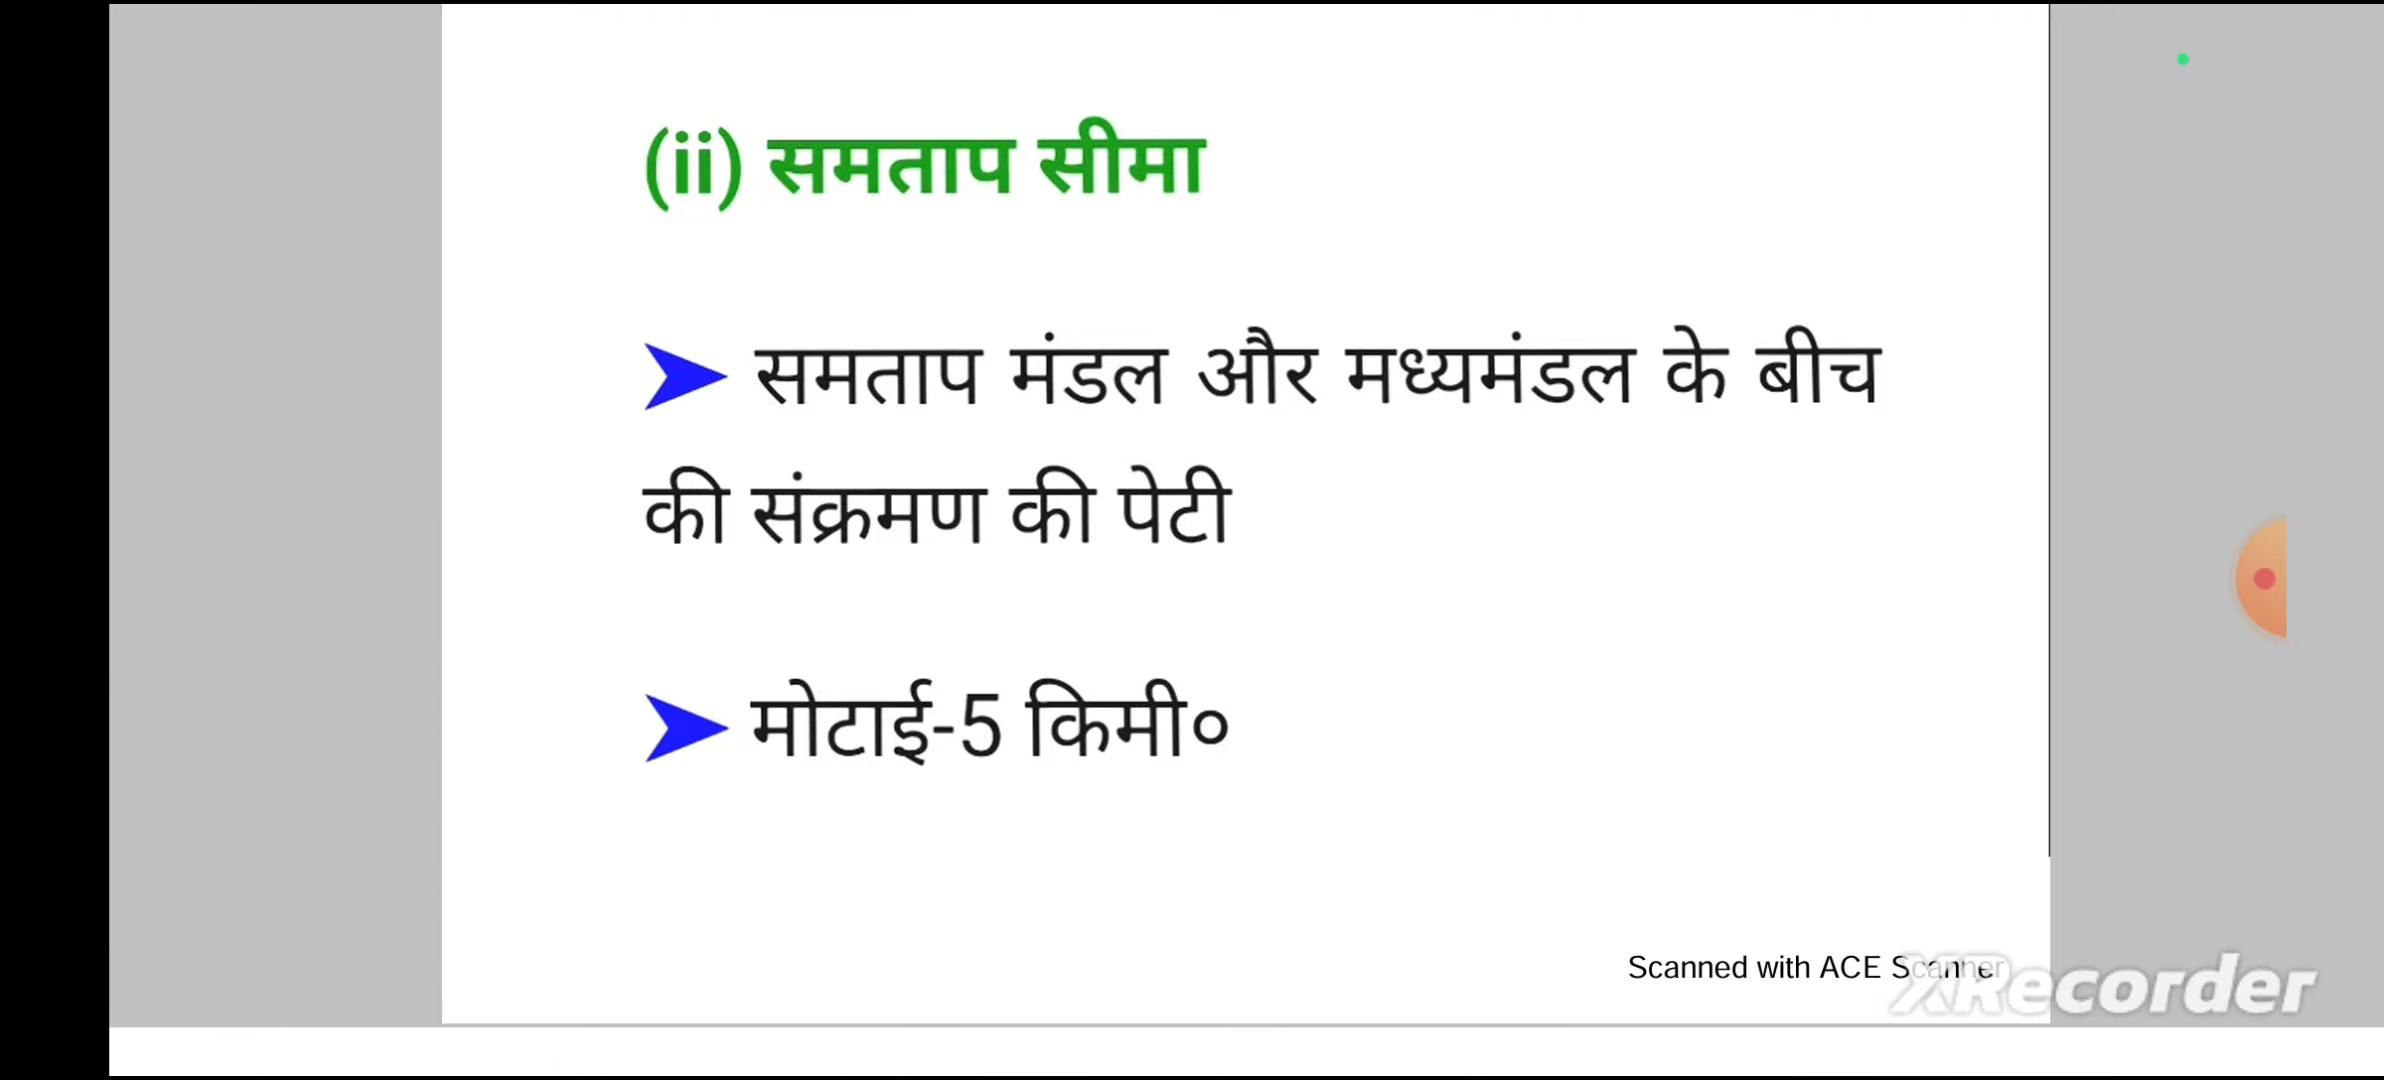 (ii) समताप सीमा
➤ समताप मंडल और मध्यमंडल के बीच
की संक्रमण की पेटी
➤ मोटाई-5 किमी०
Scanned with ACE Scanner
XRecorder